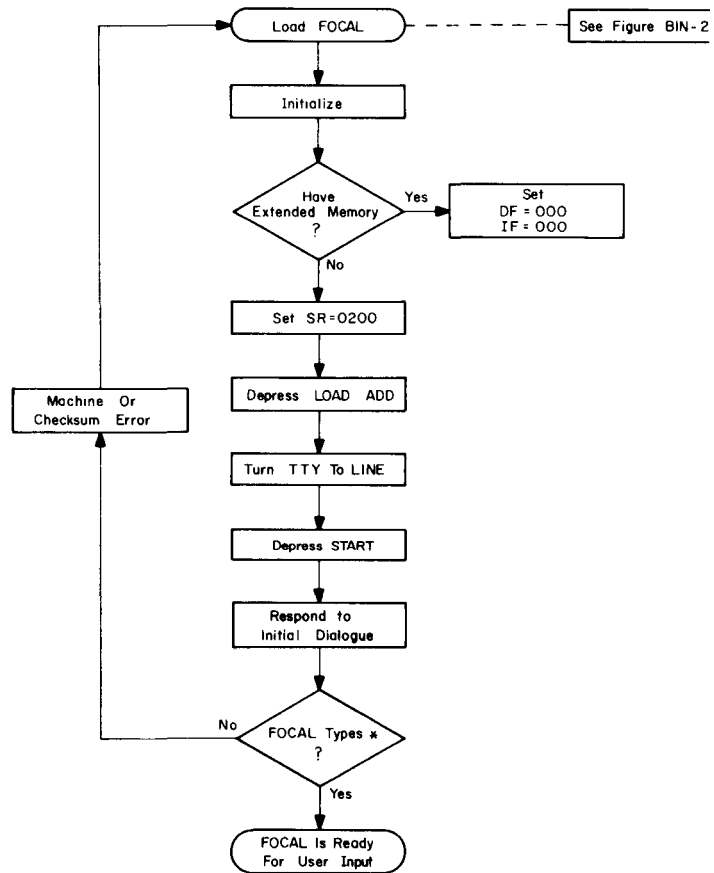 Load FOCAL
See Figure BIN-2
Initialize
Have
Extended Memory
?
Yes
Set
DF = 000
IF = 000
No
Set SR=0200
Machine Or
Checksum Error
Depress LOAD ADD
Turn TTY To LINE
Depress START
Respond to
Initial Dialogue
No
FOCAL Types *
?
Yes
FOCAL Is Ready
For User Input